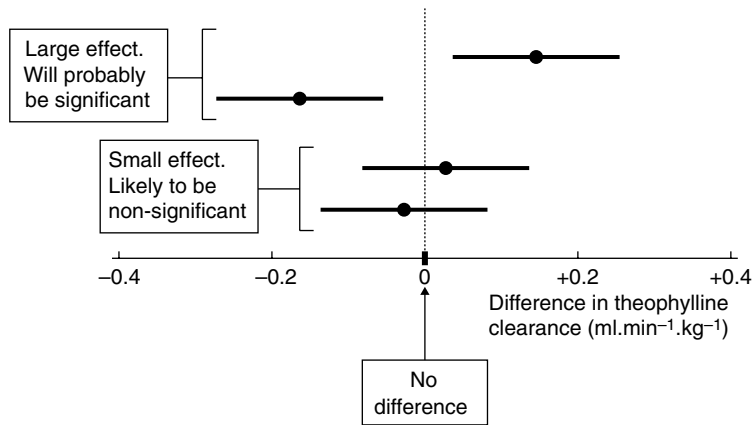 Large effect.
Will probably
be significant
Small effect.
Likely to be
non-significant
–0.4
–0.2
0
+0.2
+0.4
Difference in theophylline
clearance (ml.min⁻¹.kg⁻¹)
No
difference